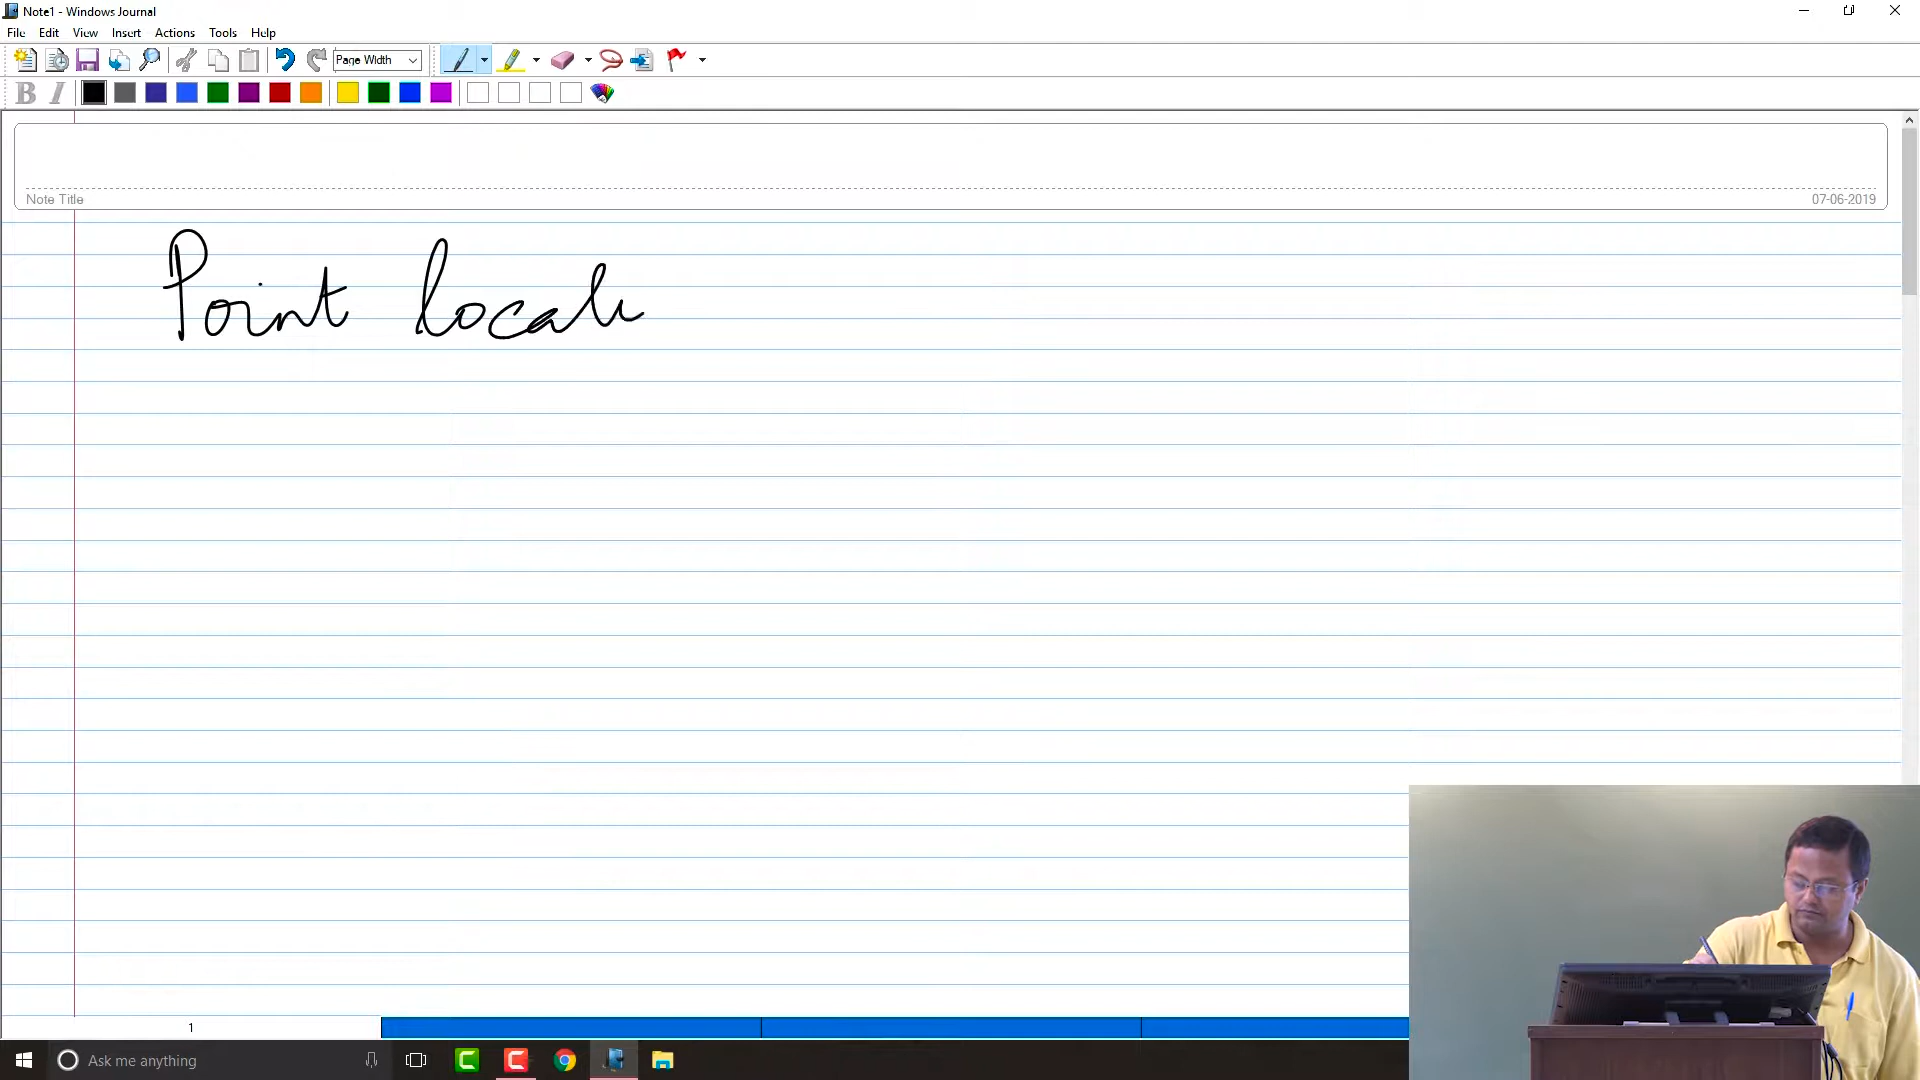 Note1 - Windows Journal
File Edit View Insert Actions Tools Help
Page Width
B I
Note Title
07-06-2019
Point locati
1
Ask me anything